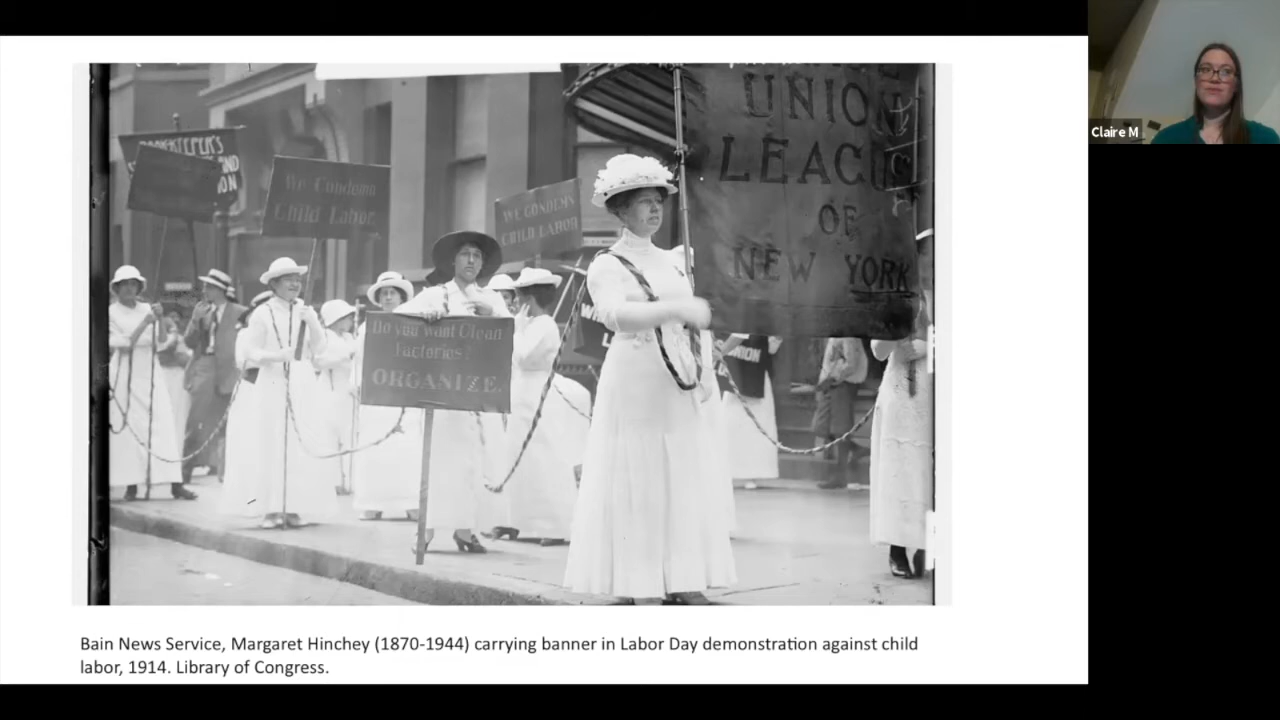 Claire M
UNION
LEAGUE
OF
NEW YORK
We Condemn
Child Labor
WE CONDEMN
CHILD LABOR
Do you want Clean
Factories?
ORGANIZE.
Bain News Service, Margaret Hinchey (1870-1944) carrying banner in Labor Day demonstration against child
labor, 1914. Library of Congress.